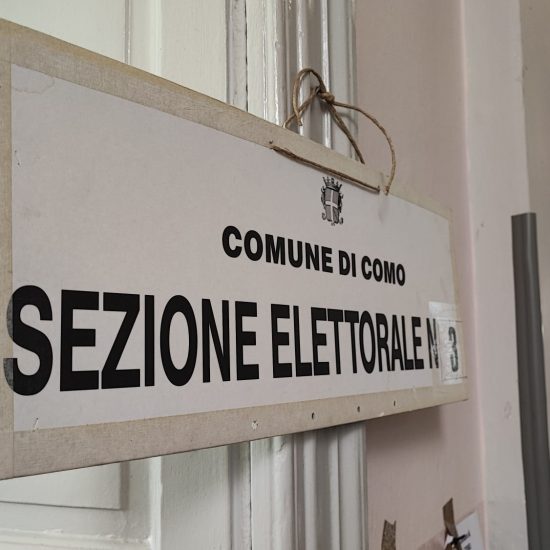 COMUNE DI COMO
SEZIONE ELETTORALE N 3